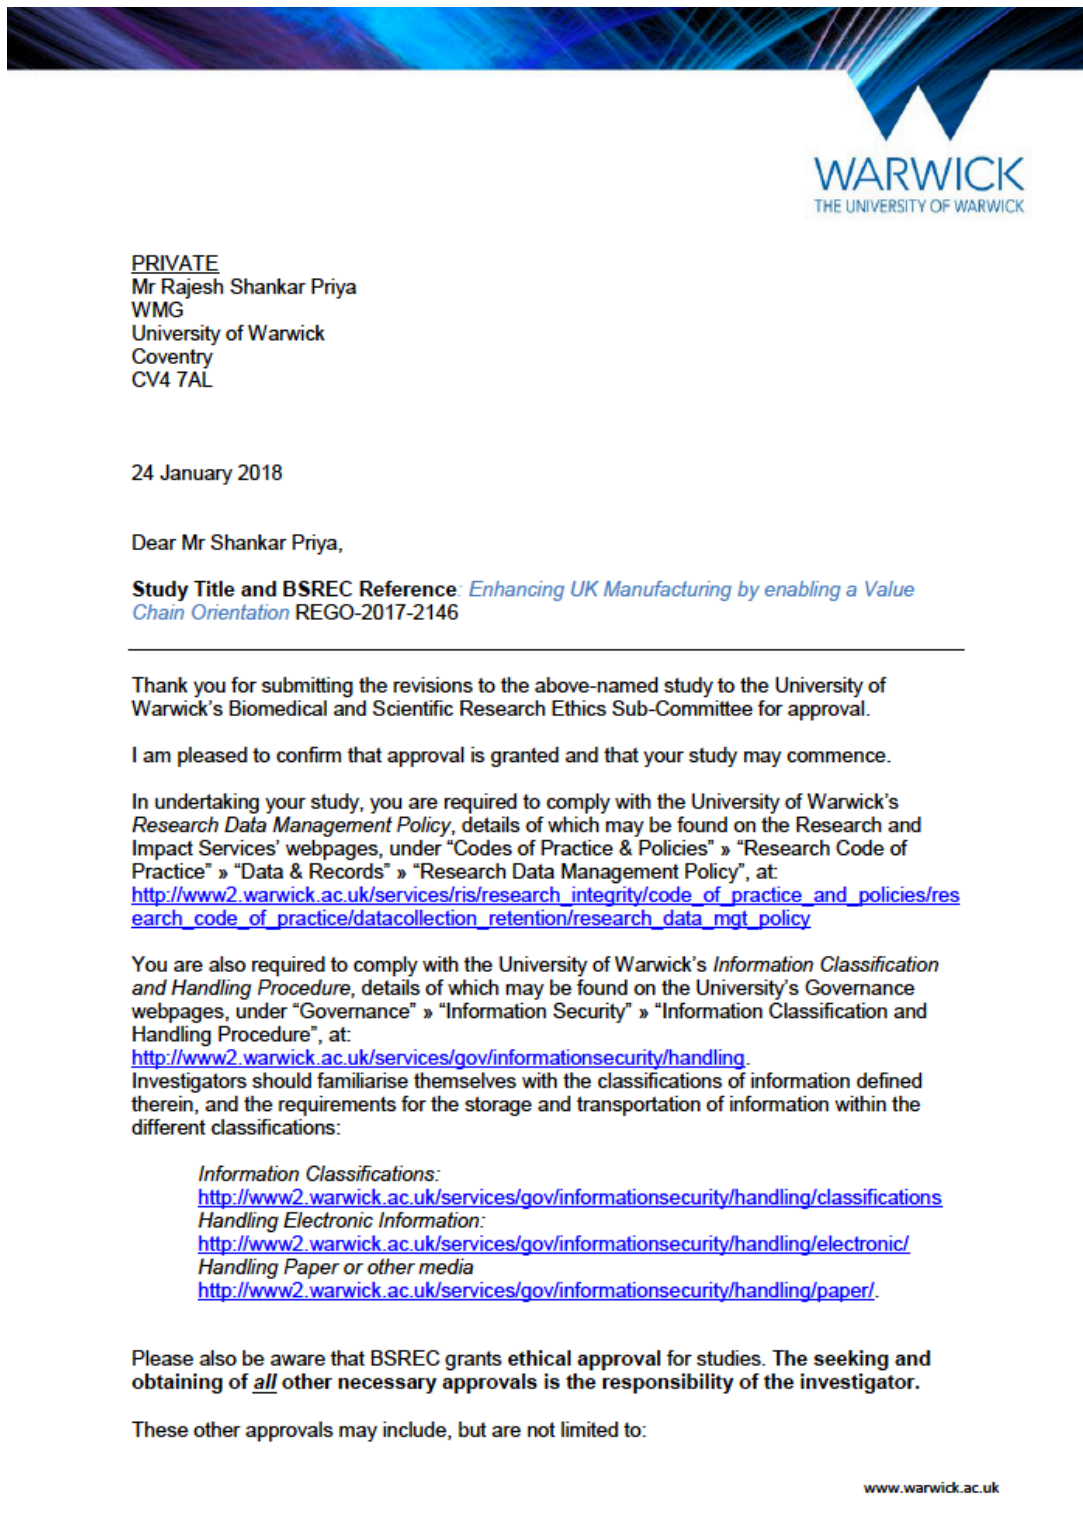 WARWICK
THE UNIVERSITY OF WARWICK
PRIVATE
Mr Rajesh Shankar Priya
WMG
University of Warwick
Coventry
CV4 7AL
24 January 2018
Dear Mr Shankar Priya,
Study Title and BSREC Reference: Enhancing UK Manufacturing by enabling a Value
Chain Orientation REGO-2017-2146
Thank you for submitting the revisions to the above-named study to the University of
Warwick's Biomedical and Scientific Research Ethics Sub-Committee for approval.
I am pleased to confirm that approval is granted and that your study may commence.
In undertaking your study, you are required to comply with the University of Warwick's
Research Data Management Policy, details of which may be found on the Research and
Impact Services' webpages, under “Codes of Practice & Policies” » “Research Code of
Practice” » “Data & Records” » “Research Data Management Policy”, at:
http://www2.warwick.ac.uk/services/ris/research_integrity/code_of_practice_and_policies/res
earch_code_of_practice/datacollection_retention/research_data_mgt_policy
You are also required to comply with the University of Warwick's Information Classification
and Handling Procedure, details of which may be found on the University's Governance
webpages, under “Governance” » “Information Security” » “Information Classification and
Handling Procedure”, at:
http://www2.warwick.ac.uk/services/gov/informationsecurity/handling.
Investigators should familiarise themselves with the classifications of information defined
therein, and the requirements for the storage and transportation of information within the
different classifications:
Information Classifications:
http://www2.warwick.ac.uk/services/gov/informationsecurity/handling/classifications
Handling Electronic Information:
http://www2.warwick.ac.uk/services/gov/informationsecurity/handling/electronic/
Handling Paper or other media
http://www2.warwick.ac.uk/services/gov/informationsecurity/handling/paper/.
Please also be aware that BSREC grants ethical approval for studies. The seeking and
obtaining of all other necessary approvals is the responsibility of the investigator.
These other approvals may include, but are not limited to:
www.warwick.ac.uk